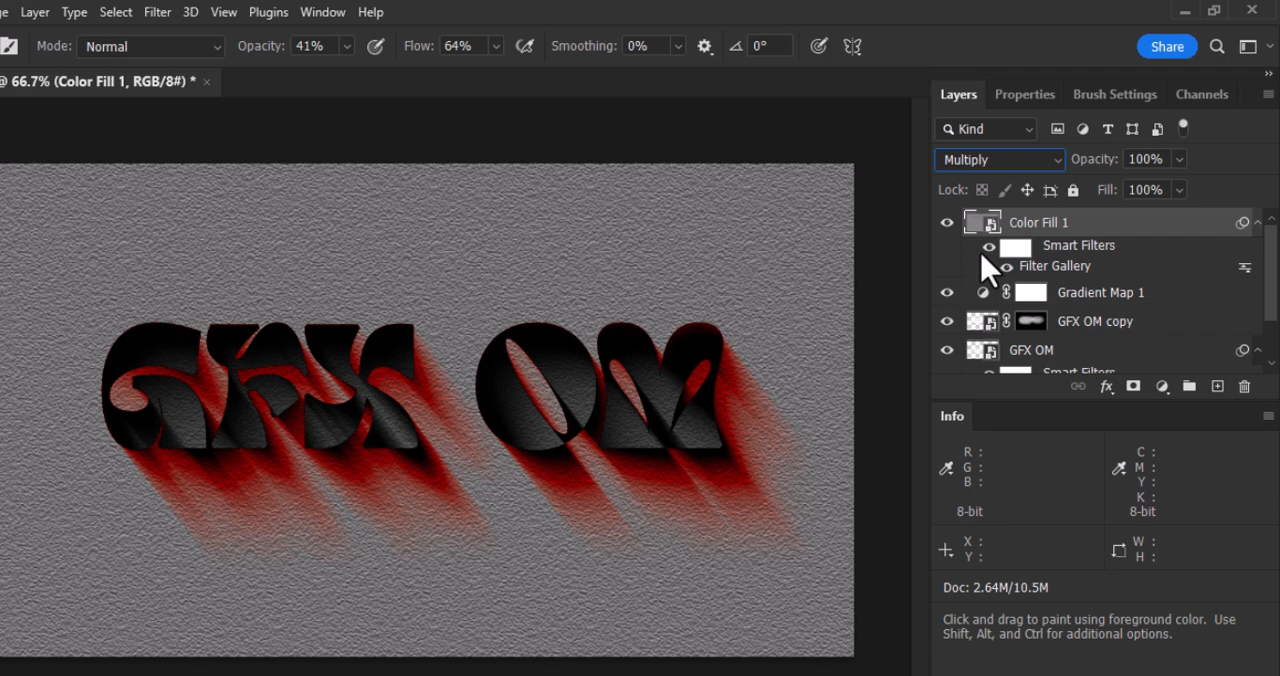 ge Layer Type Select Filter 3D View Plugins Window Help
Mode: Normal Opacity: 41% Flow: 64% Smoothing: 0% 0° Share
@ 66.7% (Color Fill 1, RGB/8#) * ×
Layers Properties Brush Settings Channels
Kind
Multiply Opacity: 100%
Lock: Fill: 100%
Color Fill 1
Smart Filters
Filter Gallery
Gradient Map 1
GFX OM copy
GFX OM
Smart Filters
fx
GFX OM
Info
R : C :
G : M :
B : Y :
K :
8-bit 8-bit
X : W :
Y : H :
Doc: 2.64M/10.5M
Click and drag to paint using foreground color. Use
Shift, Alt, and Ctrl for additional options.